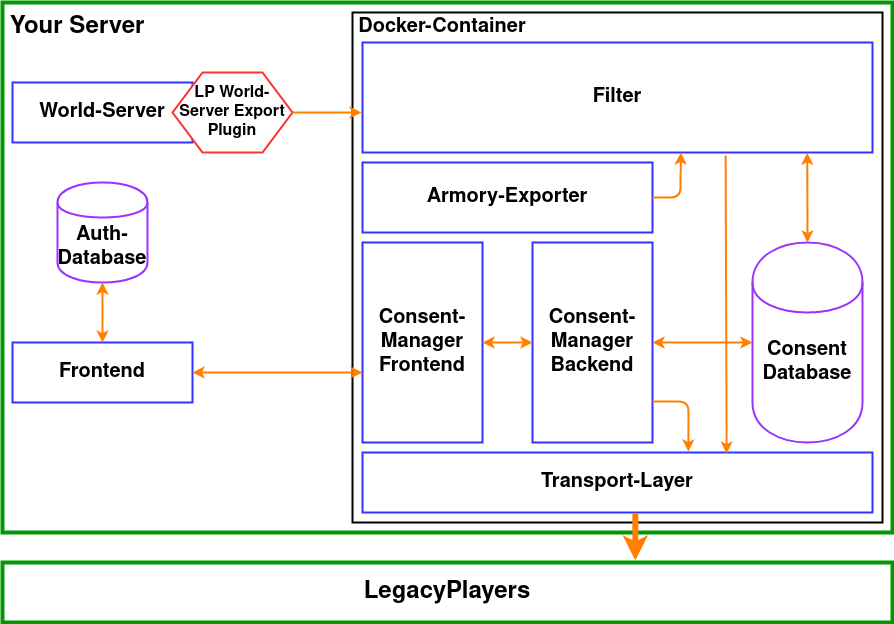 Your Server
Docker-Container
World-Server
LP World-
Server Export
Plugin
Filter
Armory-Exporter
Auth-
Database
Consent-
Manager
Frontend
Consent-
Manager
Backend
Consent
Database
Frontend
Transport-Layer
LegacyPlayers